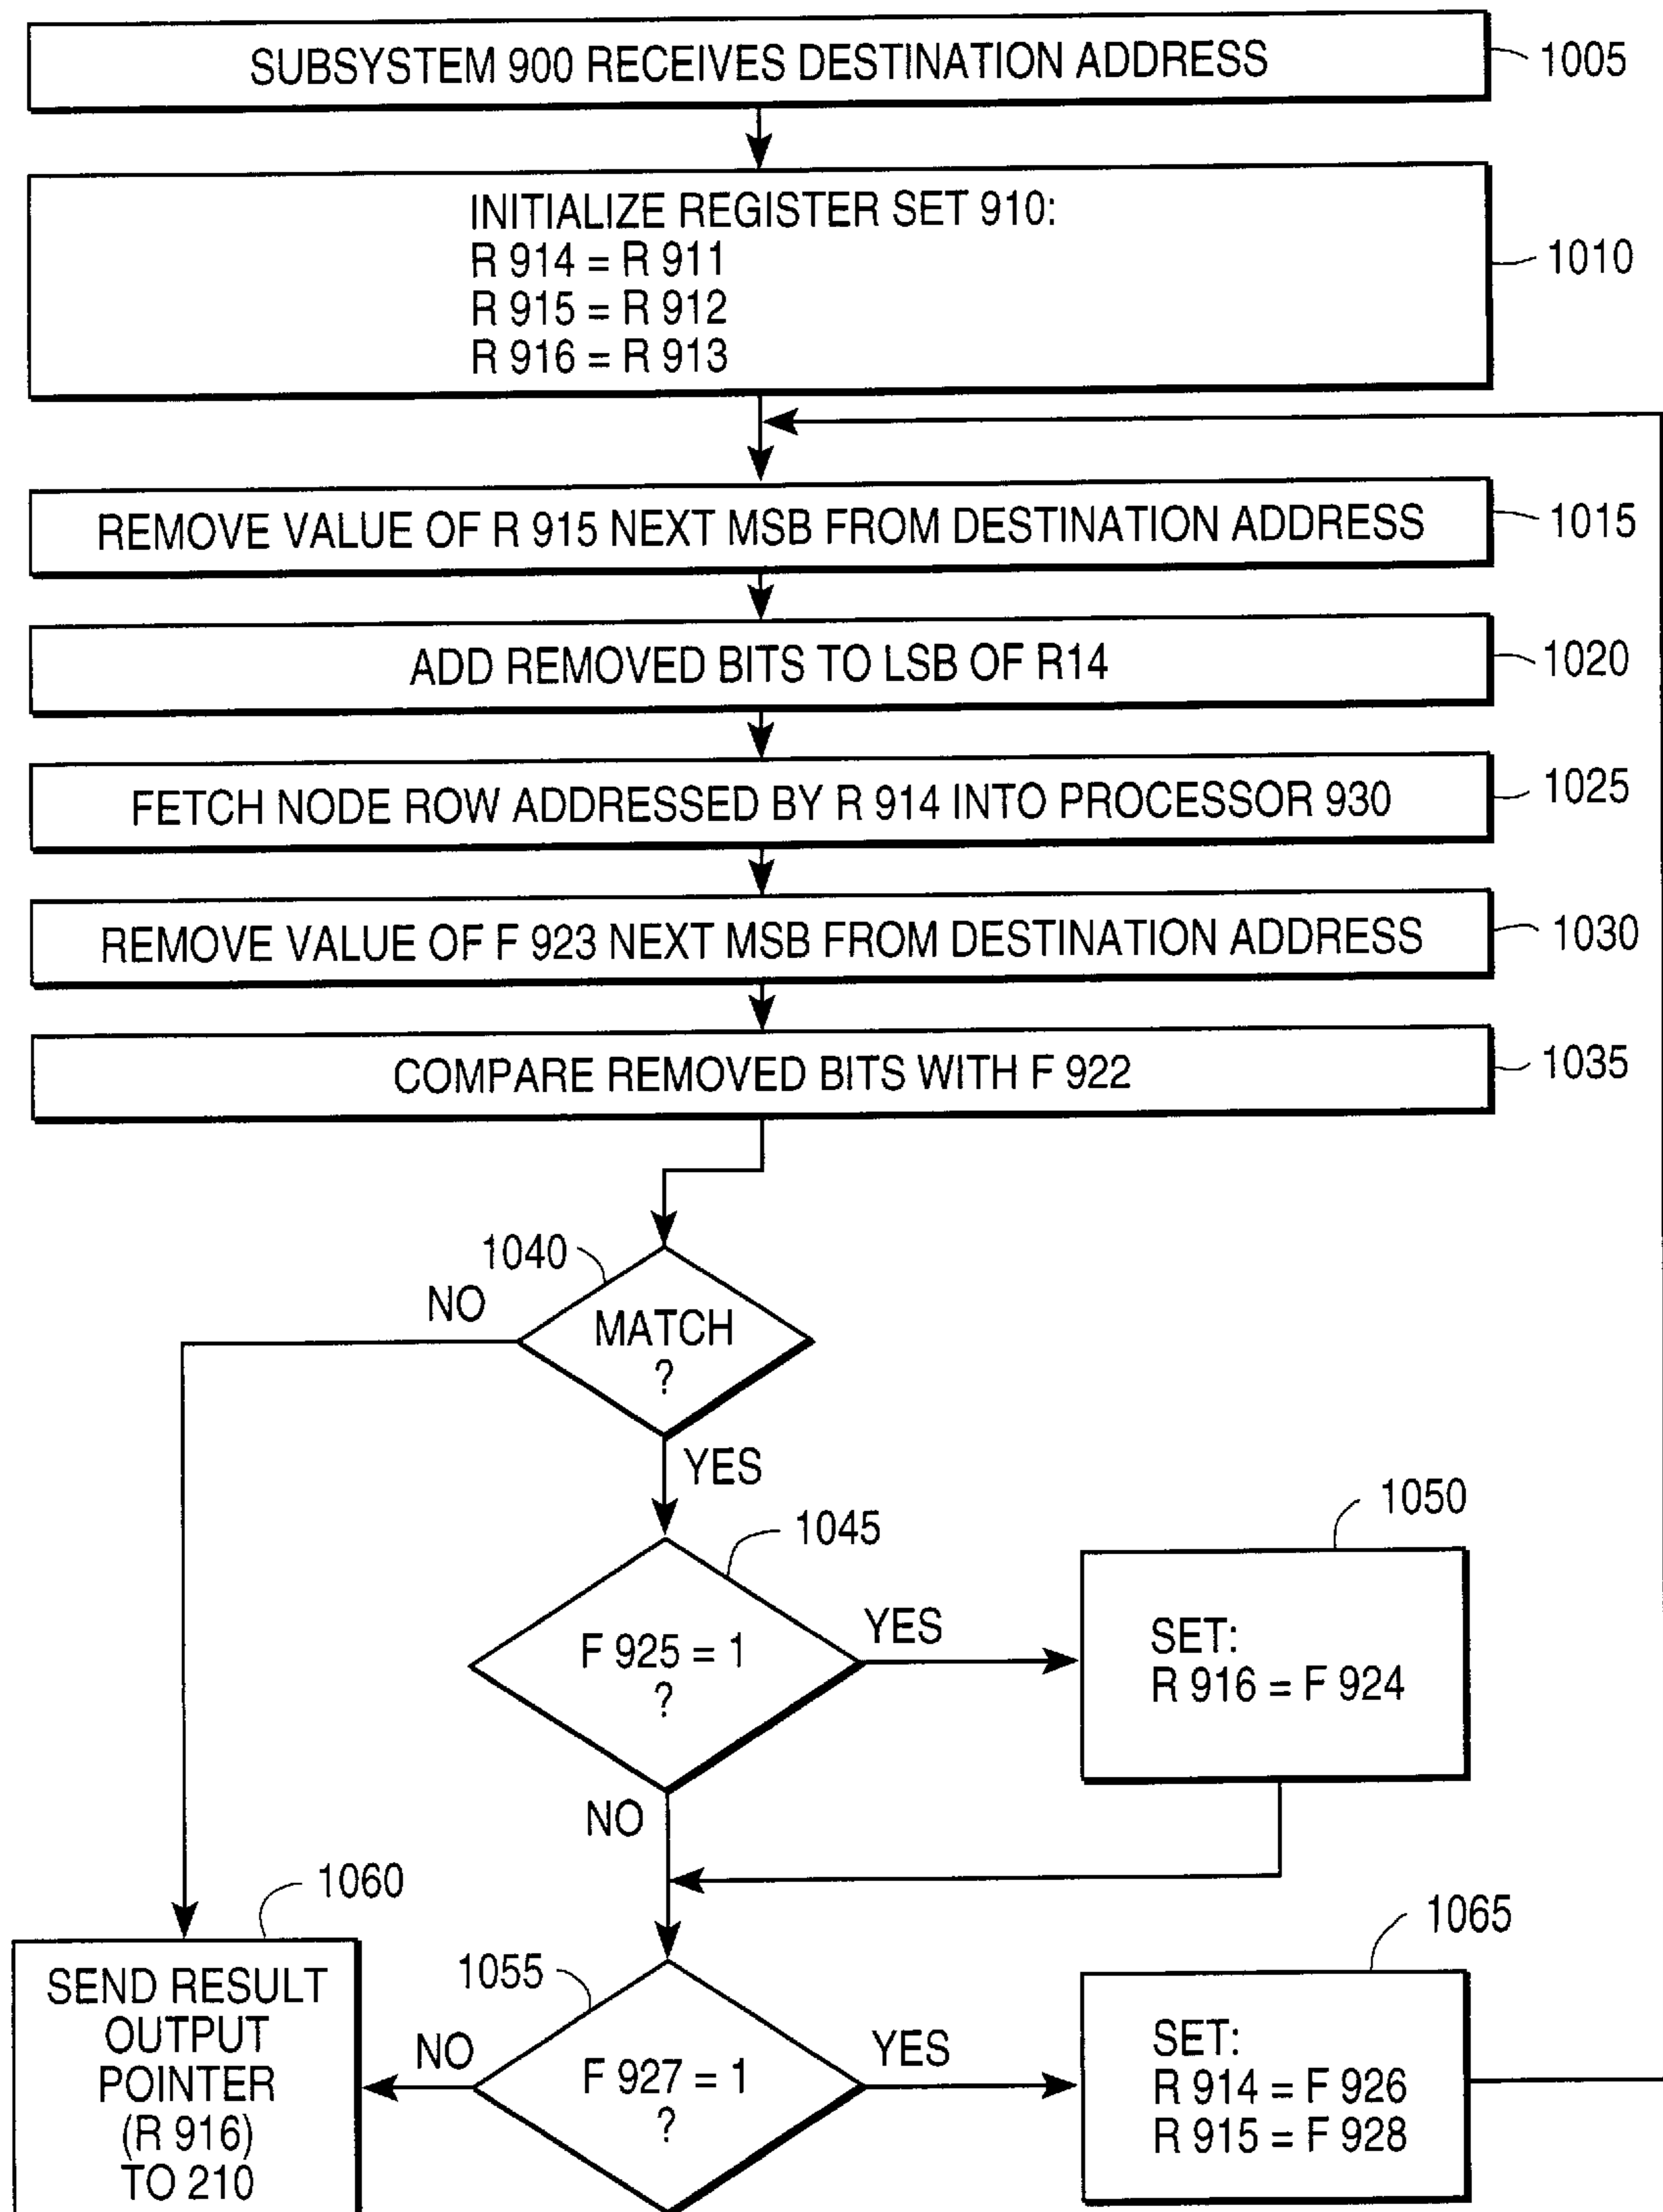 SUBSYSTEM 900 RECEIVES DESTINATION ADDRESS
1005
INITIALIZE REGISTER SET 910:
R 914 = R 911
R 915 = R 912
R 916 = R 913
1010
REMOVE VALUE OF R 915 NEXT MSB FROM DESTINATION ADDRESS
1015
ADD REMOVED BITS TO LSB OF R14
1020
FETCH NODE ROW ADDRESSED BY R 914 INTO PROCESSOR 930
1025
REMOVE VALUE OF F 923 NEXT MSB FROM DESTINATION ADDRESS
1030
COMPARE REMOVED BITS WITH F 922
1035
1040
NO
MATCH
?
YES
1045
F 925 = 1
?
YES
1050
SET:
R 916 = F 924
NO
1060
SEND RESULT
OUTPUT
POINTER
(R 916)
TO 210
1055
NO
F 927 = 1
?
YES
1065
SET:
R 914 = F 926
R 915 = F 928